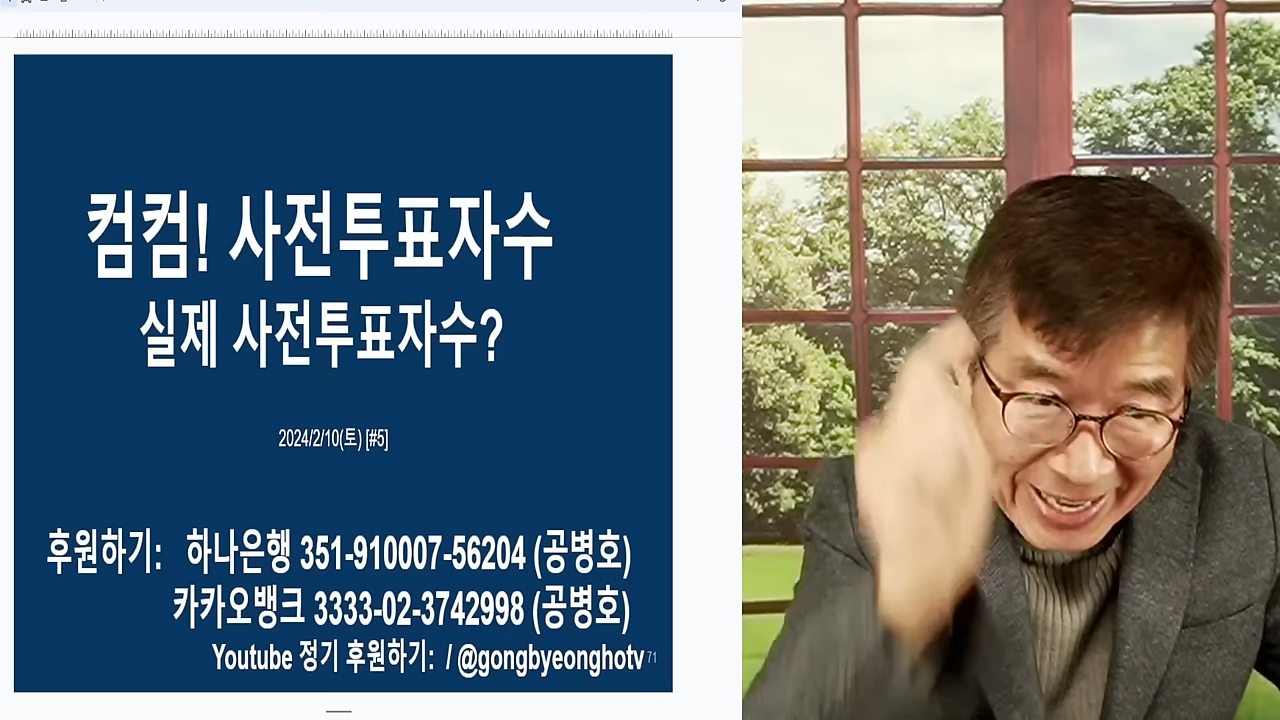 컴컴! 사전투표자수
실제 사전투표자수?
2024/2/10(토) [#5]
후원하기: 하나은행 351-910007-56204 (공병호)
카카오뱅크 3333-02-3742998 (공병호)
Youtube 정기 후원하기: / @gongbyeonghotv
71